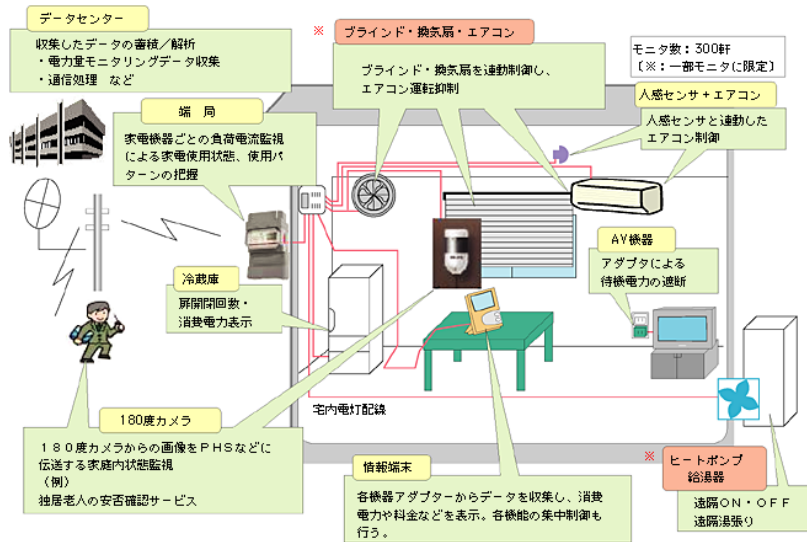 データセンター
収集したデータの蓄積／解析
・電力量モニタリングデータ収集
・通信処理　など
※
ブラインド・換気扇・エアコン
ブラインド・換気扇を連動制御し、
エアコン運転抑制
モニタ数：300軒
〔※：一部モニタに限定〕
人感センサ＋エアコン
人感センサと連動した
エアコン制御
端　局
家電機器ごとの負荷電流監視
による家電使用状態、使用パ
ターンの把握
AV機器
アダプタによる
待機電力の遮断
冷蔵庫
扉開閉回数・
消費電力表示
宅内電灯配線
180度カメラ
１８０度カメラからの画像をＰＨＳなどに
伝送する家庭内状態監視
（例）
独居老人の安否確認サービス
情報端末
各機器アダプターからデータを収集し、消費
電力や料金などを表示。各機能の集中制御も
行う。
※
ヒートポンプ
給湯器
遠隔ＯＮ・ＯＦＦ
遠隔湯張り